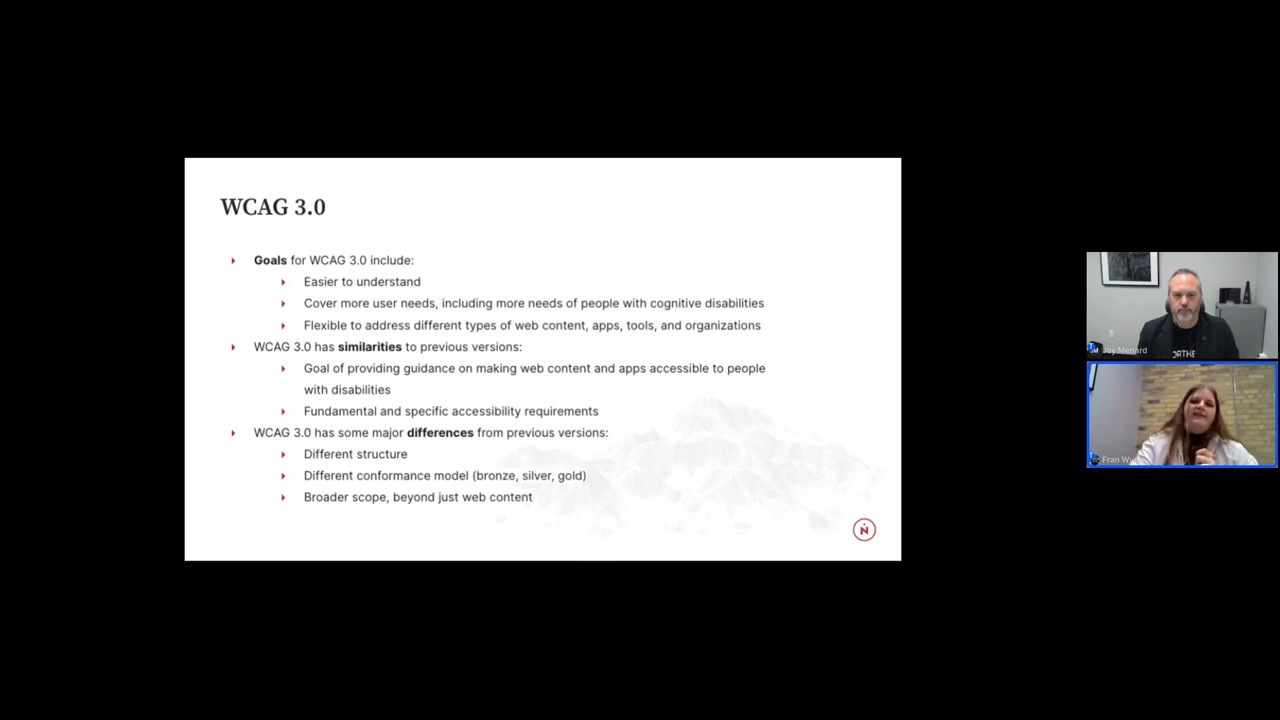 WCAG 3.0
Goals for WCAG 3.0 include:
Easier to understand
Cover more user needs, including more needs of people with cognitive disabilities
Flexible to address different types of web content, apps, tools, and organizations
WCAG 3.0 has similarities to previous versions:
Goal of providing guidance on making web content and apps accessible to people
with disabilities
Fundamental and specific accessibility requirements
WCAG 3.0 has some major differences from previous versions:
Different structure
Different conformance model (bronze, silver, gold)
Broader scope, beyond just web content
N
Jay Menard
ORTHE
Fran